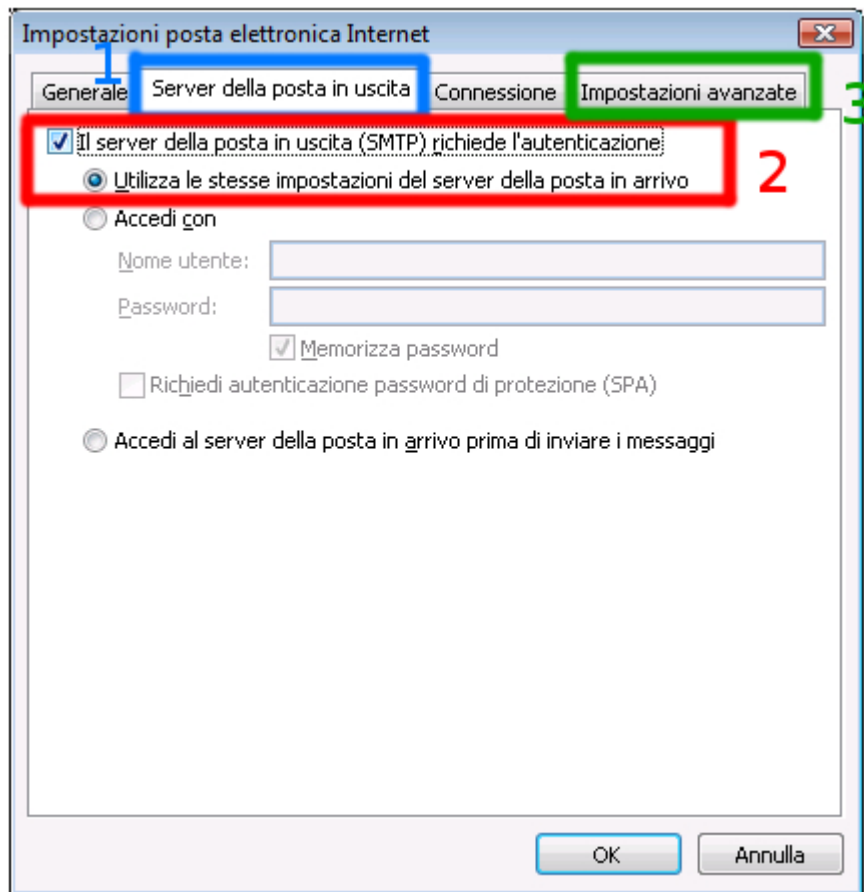 Impostazioni posta elettronica Internet
1
Generale Server della posta in uscita Connessione Impostazioni avanzate 3
Il server della posta in uscita (SMTP) richiede l'autenticazione
Utilizza le stesse impostazioni del server della posta in arrivo 2
Accedi con
Nome utente:
Password:
Memorizza password
Richiedi autenticazione password di protezione (SPA)
Accedi al server della posta in arrivo prima di inviare i messaggi
OK Annulla